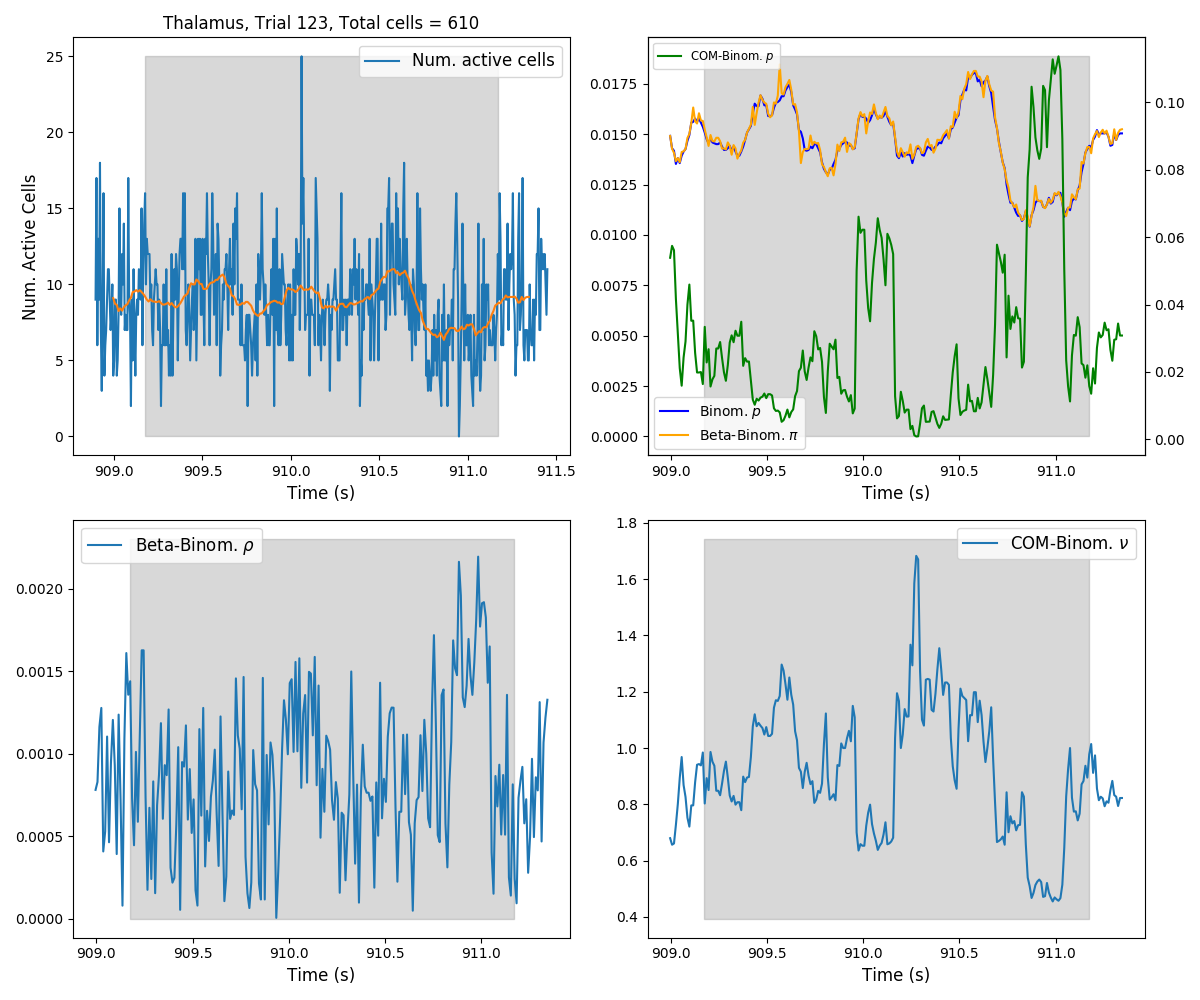 Thalamus, Trial 123, Total cells = 610
Num. Active Cells
25
20
15
10
5
0
Num. active cells
909.0 909.5 910.0 910.5 911.0 911.5
Time (s)
COM-Binom. p
0.0175
0.0150
0.0125
0.0100
0.0075
0.0050
0.0025
0.0000
0.10
0.08
0.06
0.04
0.02
0.00
Binom. p
Beta-Binom. π
909.0 909.5 910.0 910.5 911.0
Time (s)
Beta-Binom. ρ
0.0020
0.0015
0.0010
0.0005
0.0000
909.0 909.5 910.0 910.5 911.0
Time (s)
COM-Binom. ν
1.8
1.6
1.4
1.2
1.0
0.8
0.6
0.4
909.0 909.5 910.0 910.5 911.0
Time (s)